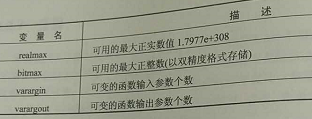 变 量 名 描 述
realmax 可用的最大正实数值 1.7977e+308
bitmax 可用的最大正整数(以双精度格式存储)
varargin 可变的函数输入参数个数
varargout 可变的函数输出参数个数